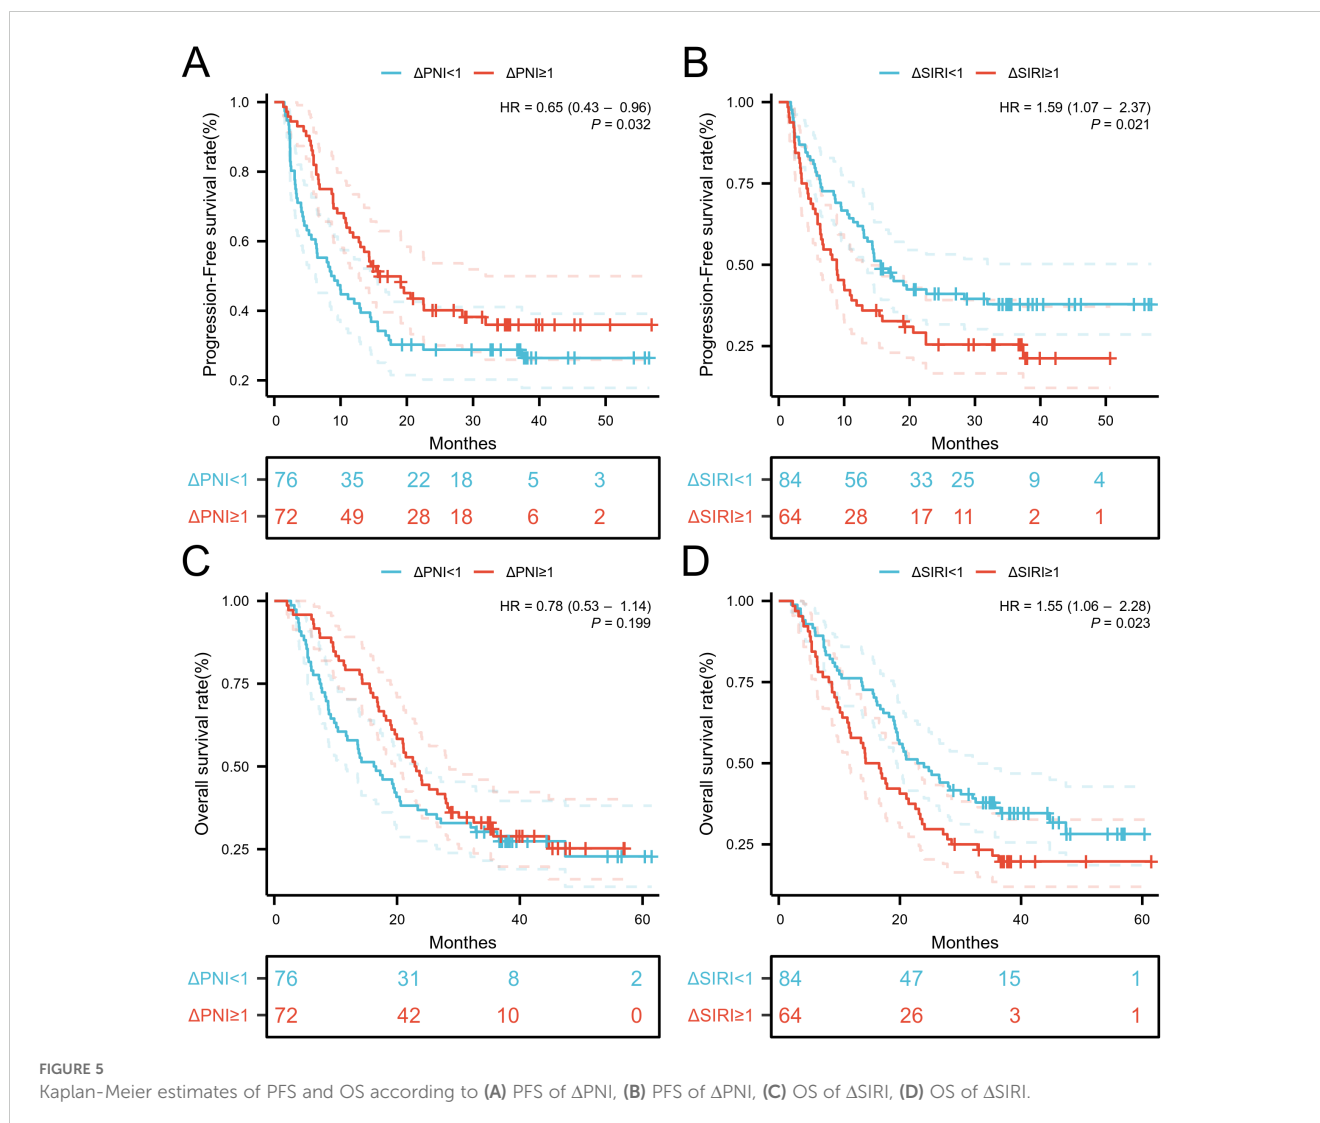 A
ΔPNI<1 ΔPNI≥1
HR = 0.65 (0.43 – 0.96)
P = 0.032
Progression-Free survival rate(%)
1.0
0.8
0.6
0.4
0.2
0 10 20 30 40 50
Monthes
ΔPNI<1 76 35 22 18 5 3
ΔPNI≥1 72 49 28 18 6 2
B
ΔSIRI<1 ΔSIRI≥1
HR = 1.59 (1.07 – 2.37)
P = 0.021
Progression-Free survival rate(%)
1.00
0.75
0.50
0.25
0 10 20 30 40 50
Monthes
ΔSIRI<1 84 56 33 25 9 4
ΔSIRI≥1 64 28 17 11 2 1
C
ΔPNI<1 ΔPNI≥1
HR = 0.78 (0.53 – 1.14)
P = 0.199
Overall survival rate(%)
1.00
0.75
0.50
0.25
0 20 40 60
Monthes
ΔPNI<1 76 31 8 2
ΔPNI≥1 72 42 10 0
D
ΔSIRI<1 ΔSIRI≥1
HR = 1.55 (1.06 – 2.28)
P = 0.023
Overall survival rate(%)
1.00
0.75
0.50
0.25
0 20 40 60
Monthes
ΔSIRI<1 84 47 15 1
ΔSIRI≥1 64 26 3 1
FIGURE 5
Kaplan-Meier estimates of PFS and OS according to (A) PFS of ΔPNI, (B) PFS of ΔPNI, (C) OS of ΔSIRI, (D) OS of ΔSIRI.